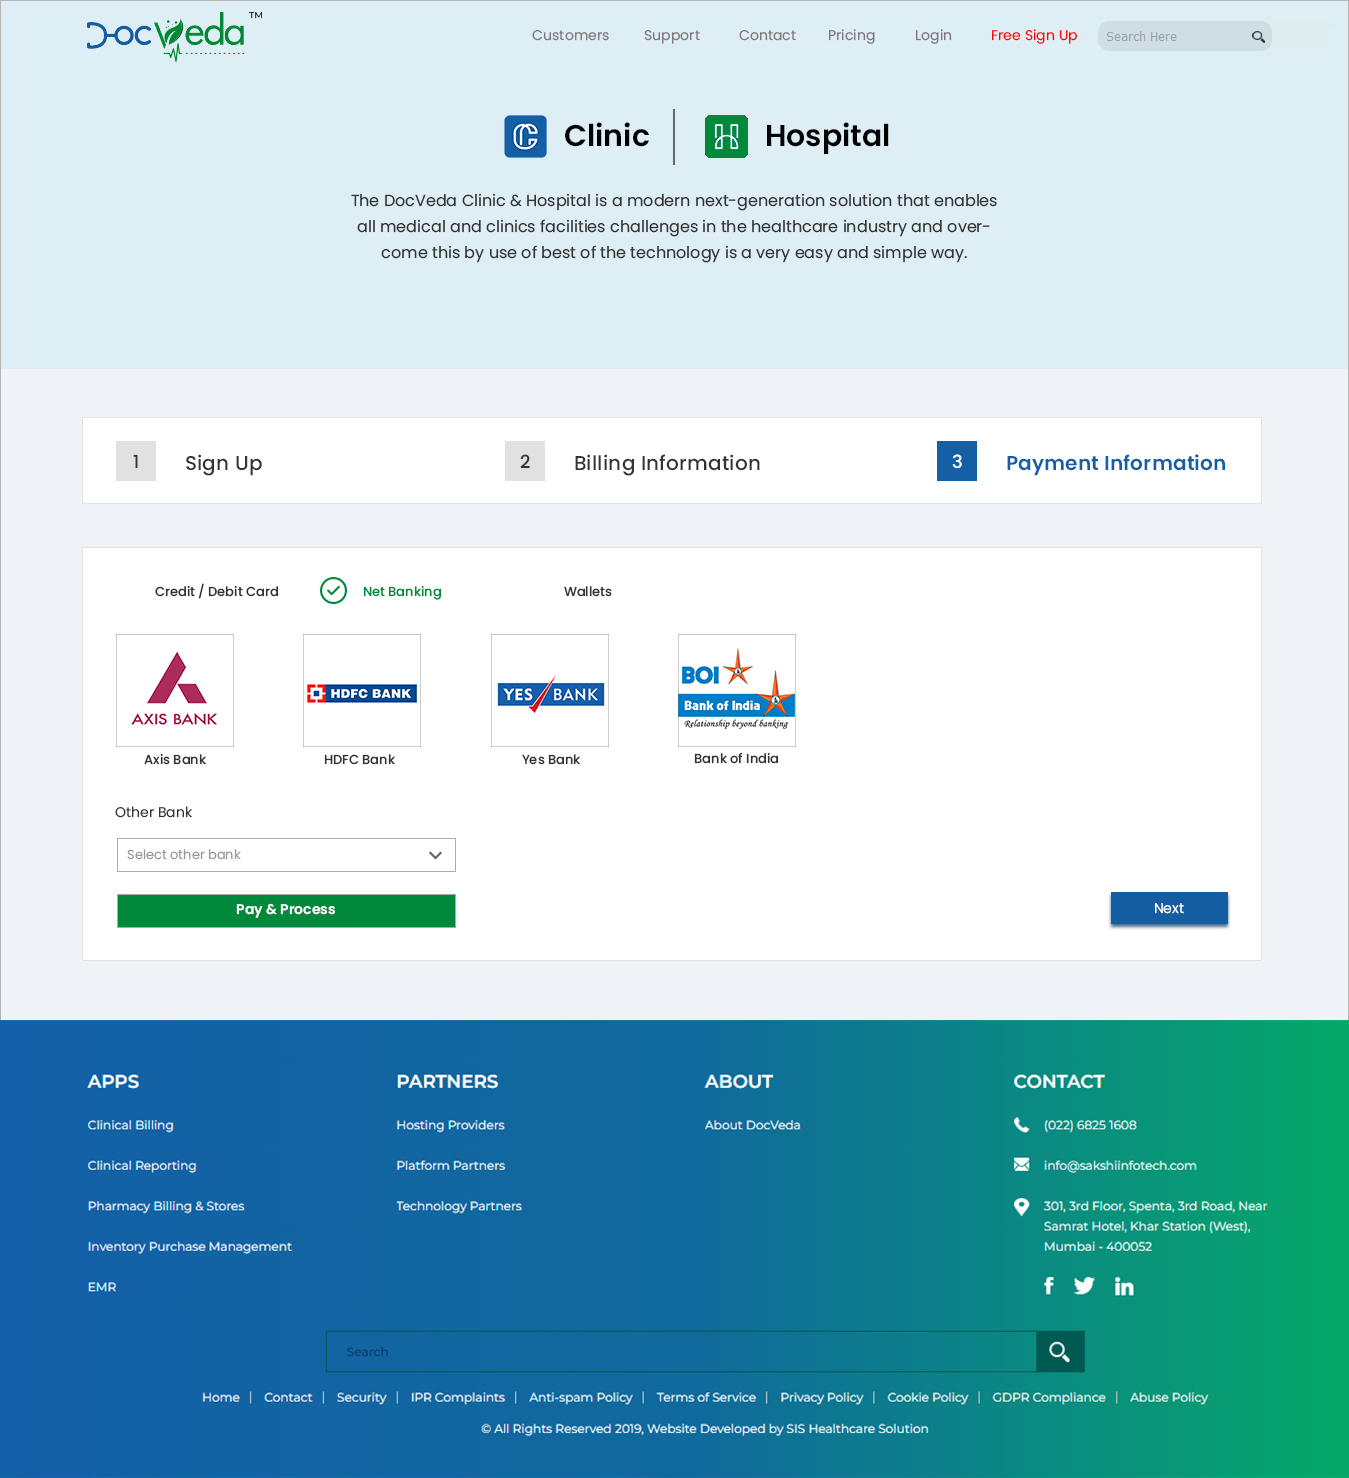 DocVeda TM
Customers Support Contact Pricing Login Free Sign Up Search Here
Clinic Hospital
The DocVeda Clinic & Hospital is a modern next-generation solution that enables
all medical and clinics facilities challenges in the healthcare industry and over-
come this by use of best of the technology is a very easy and simple way.
1 Sign Up 2 Billing Information 3 Payment Information
Credit / Debit Card Net Banking Wallets
AXIS BANK HDFC BANK YES BANK BOI
Bank of India
Relationship beyond banking
Axis Bank HDFC Bank Yes Bank Bank of India
Other Bank
Select other bank
Pay & Process Next
APPS PARTNERS ABOUT CONTACT
Clinical Billing Hosting Providers About DocVeda (022) 6825 1608
Clinical Reporting Platform Partners info@sakshiinfotech.com
Pharmacy Billing & Stores Technology Partners 301, 3rd Floor, Spenta, 3rd Road, Near
Samrat Hotel, Khar Station (West),
Inventory Purchase Management Mumbai - 400052
EMR
Search
Home | Contact | Security | IPR Complaints | Anti-spam Policy | Terms of Service | Privacy Policy | Cookie Policy | GDPR Compliance | Abuse Policy
© All Rights Reserved 2019, Website Developed by SIS Healthcare Solution